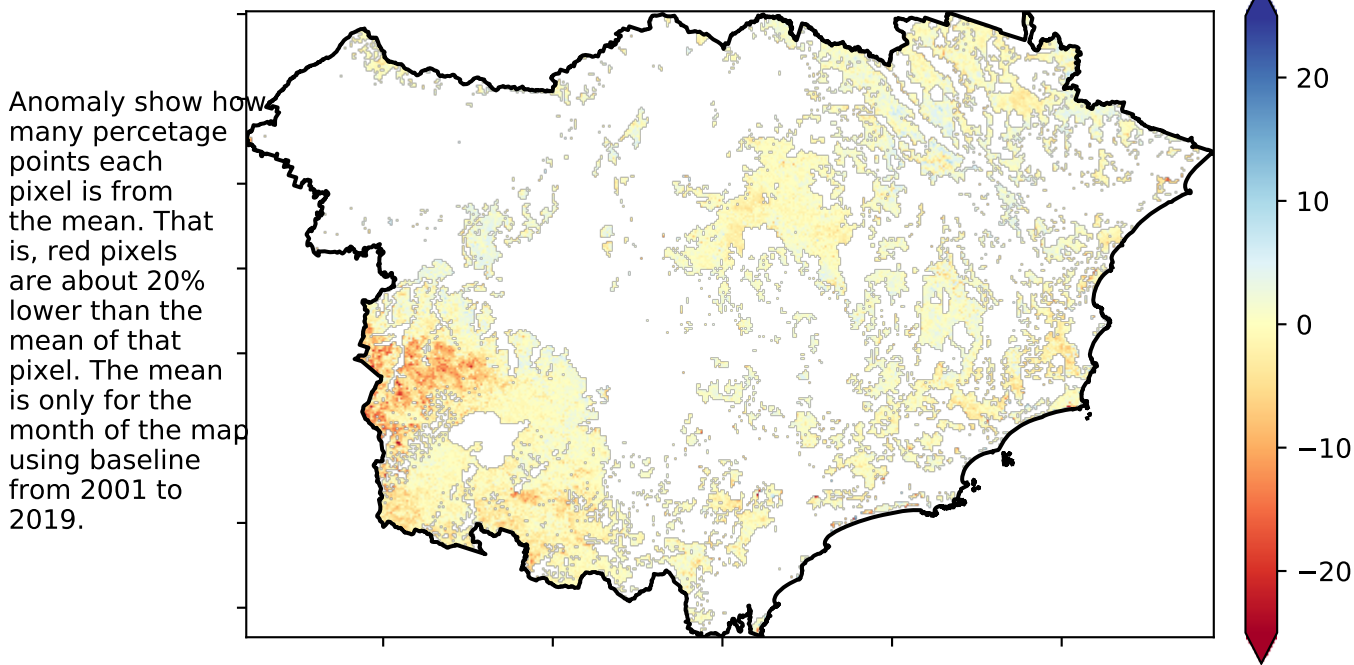 Anomaly show how
many percetage
points each
pixel is from
the mean. That
is, red pixels
are about 20%
lower than the
mean of that
pixel. The mean
is only for the
month of the map
using baseline
from 2001 to
2019.
20
10
0
−10
−20